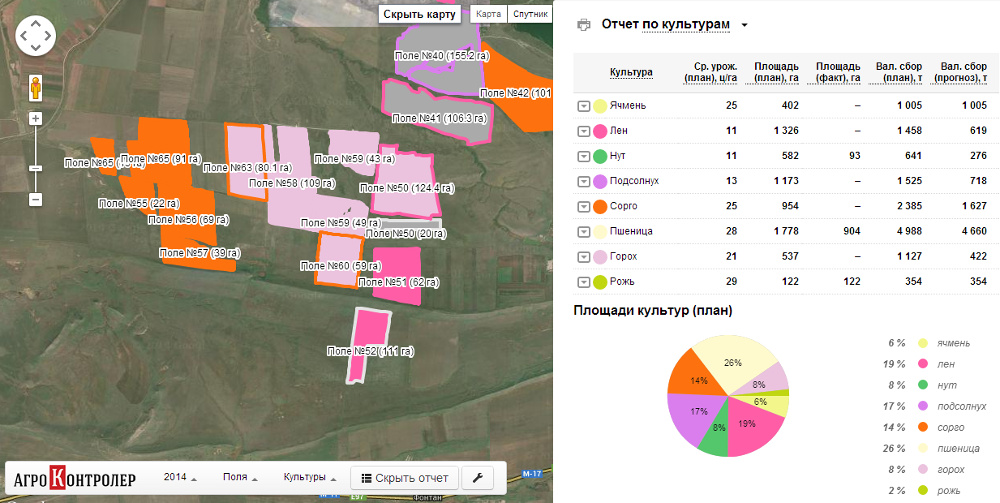 Скрыть карту
Карта
Спутник
Поле №40 (155.2 га)
Поле №42 (101
Поле №41 (106.3 га)
Поле №65
Поле №65 (91 га)
Поле №63 (80.1 га)
Поле №59 (43 га)
Поле №58 (109 га)
Поле №50 (124.4 га)
Поле №55 (22 га)
Поле №56 (69 га)
Поле №59 (49 га)
Поле №50 (20 га)
Поле №57 (39 га)
Поле №60 (59 га)
Поле №51 (62 га)
Поле №52 (111 га)
М-17
М-17
E97
Фонтан
АГРОКОНТРОЛЕР
2014
Поля
Культуры
Скрыть отчет
Отчет по культурам
Культура Ср. урож. (план), ц/га Площадь (план), га Площадь (факт), га Вал. сбор (план), т Вал. сбор (прогноз), т
Ячмень 25 402 – 1 005 1 005
Лен 11 1 326 – 1 458 619
Нут 11 582 93 641 276
Подсолнух 13 1 173 – 1 525 718
Сорго 25 954 – 2 385 1 627
Пшеница 28 1 778 904 4 988 4 660
Горох 21 537 – 1 127 422
Рожь 29 122 122 354 354
Площади культур (план)
26%
14%
8%
6%
17%
8%
19%
6 % ячмень
19 % лен
8 % нут
17 % подсолнух
14 % сорго
26 % пшеница
8 % горох
2 % рожь